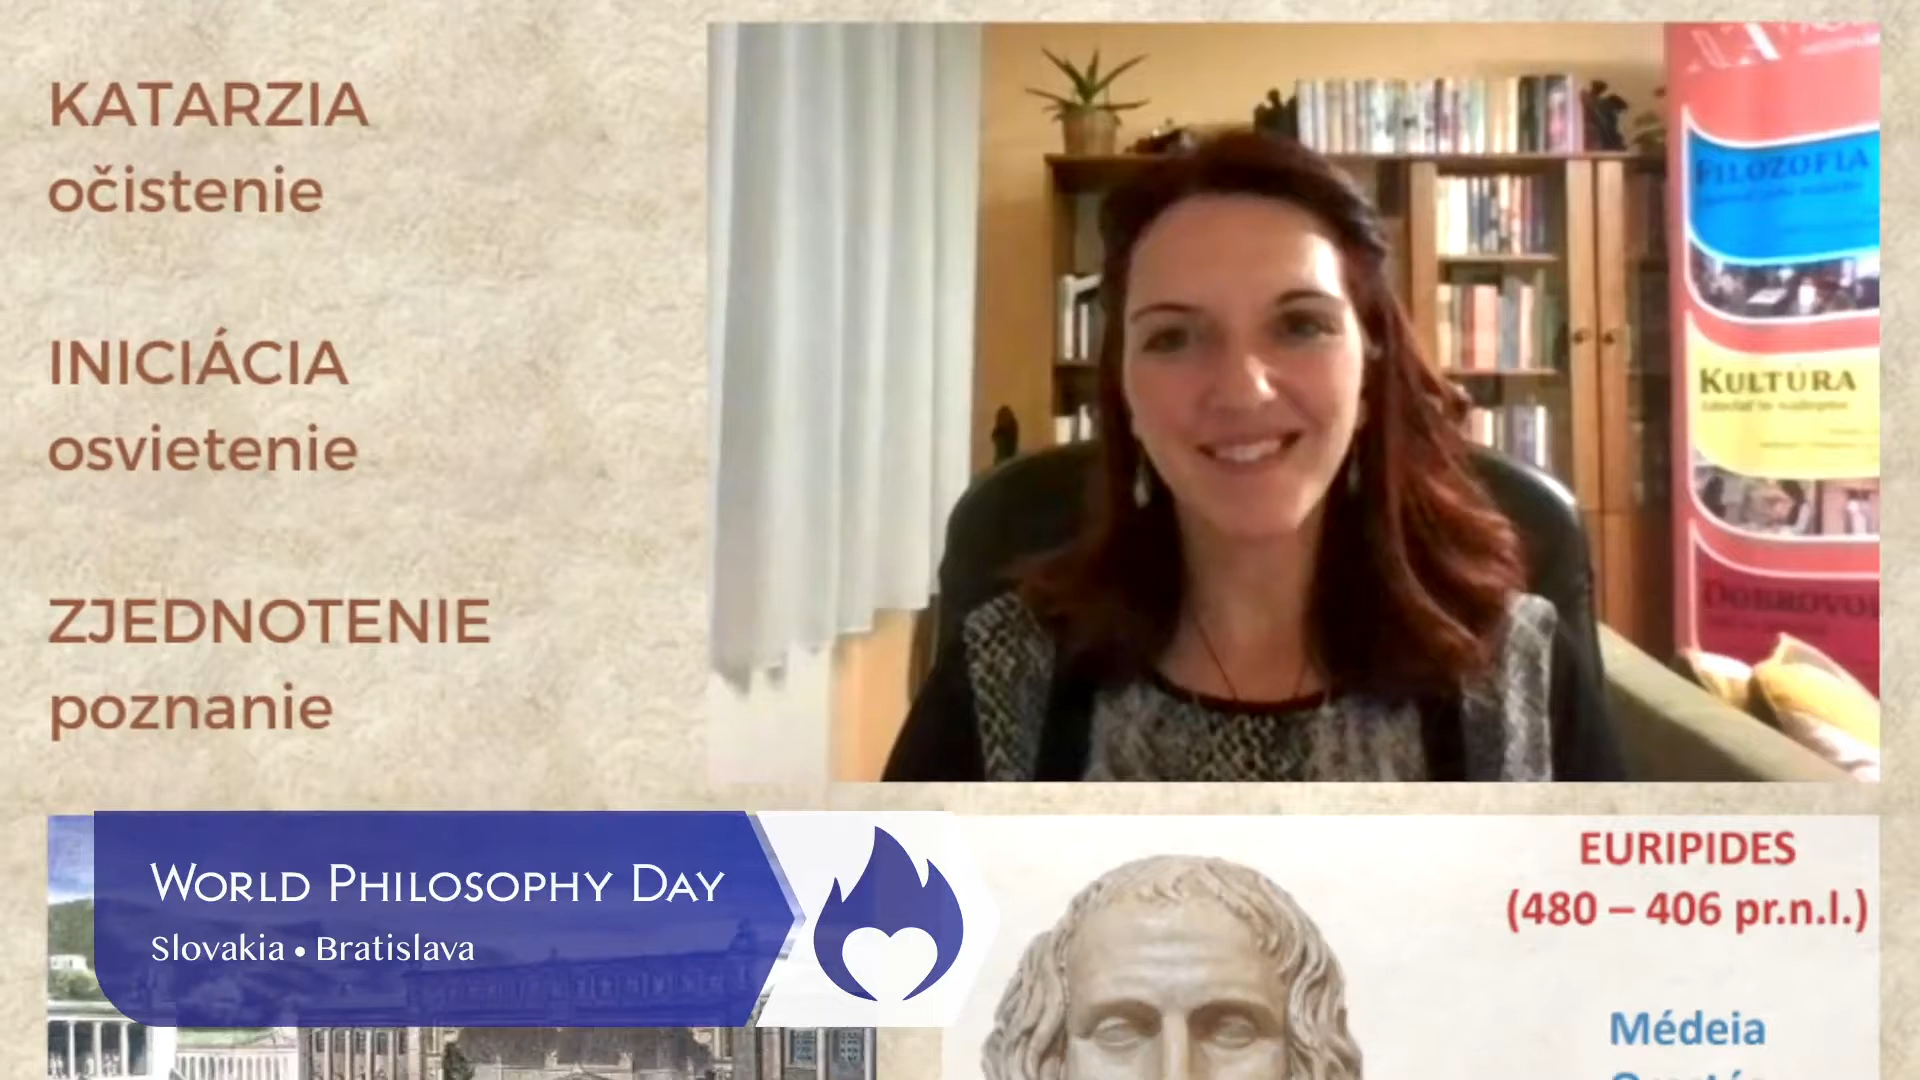 KATARZIA
očistenie
INICIÁCIA
osvietenie
ZJEDNOTENIE
poznanie
FILOZOFIA
KULTÚRA
World Philosophy Day
Slovakia • Bratislava
EURIPIDES
(480 – 406 pr.n.l.)
Médeia